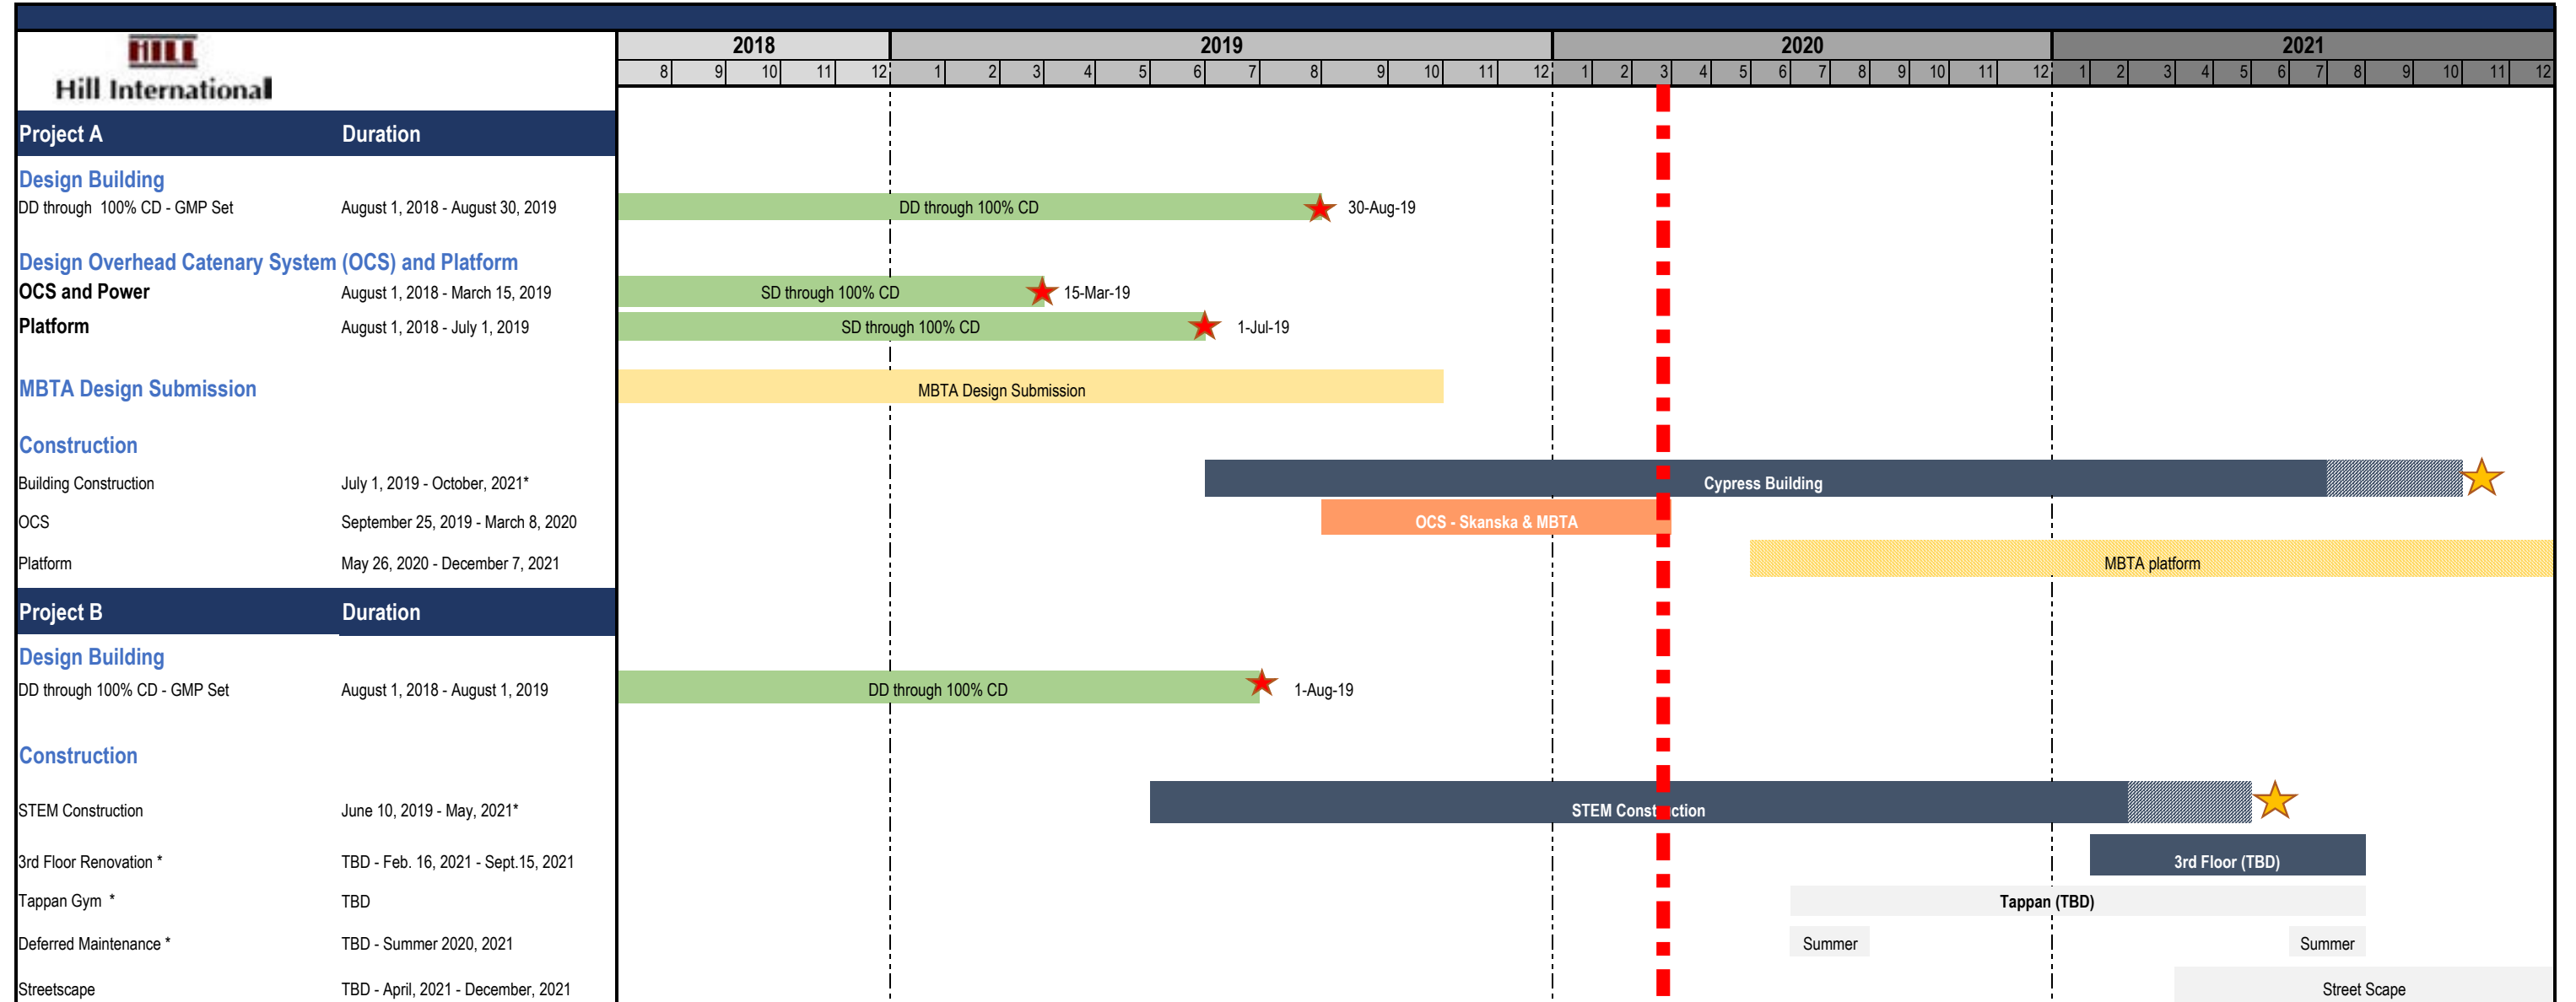 HILL
Hill International
2018 2019 2020 2021
8 9 10 11 12 1 2 3 4 5 6 7 8 9 10 11 12 1 2 3 4 5 6 7 8 9 10 11 12 1 2 3 4 5 6 7 8 9 10 11 12
Project A Duration
Design Building
DD through 100% CD - GMP Set August 1, 2018 - August 30, 2019 DD through 100% CD 30-Aug-19
Design Overhead Catenary System (OCS) and Platform
OCS and Power August 1, 2018 - March 15, 2019 SD through 100% CD 15-Mar-19
Platform August 1, 2018 - July 1, 2019 SD through 100% CD 1-Jul-19
MBTA Design Submission MBTA Design Submission
Construction
Building Construction July 1, 2019 - October, 2021* Cypress Building
OCS September 25, 2019 - March 8, 2020 OCS - Skanska & MBTA
Platform May 26, 2020 - December 7, 2021 MBTA platform
Project B Duration
Design Building
DD through 100% CD - GMP Set August 1, 2018 - August 1, 2019 DD through 100% CD 1-Aug-19
Construction
STEM Construction June 10, 2019 - May, 2021* STEM Construction
3rd Floor Renovation * TBD - Feb. 16, 2021 - Sept.15, 2021 3rd Floor (TBD)
Tappan Gym * TBD Tappan (TBD)
Deferred Maintenance * TBD - Summer 2020, 2021 Summer Summer
Streetscape TBD - April, 2021 - December, 2021 Street Scape